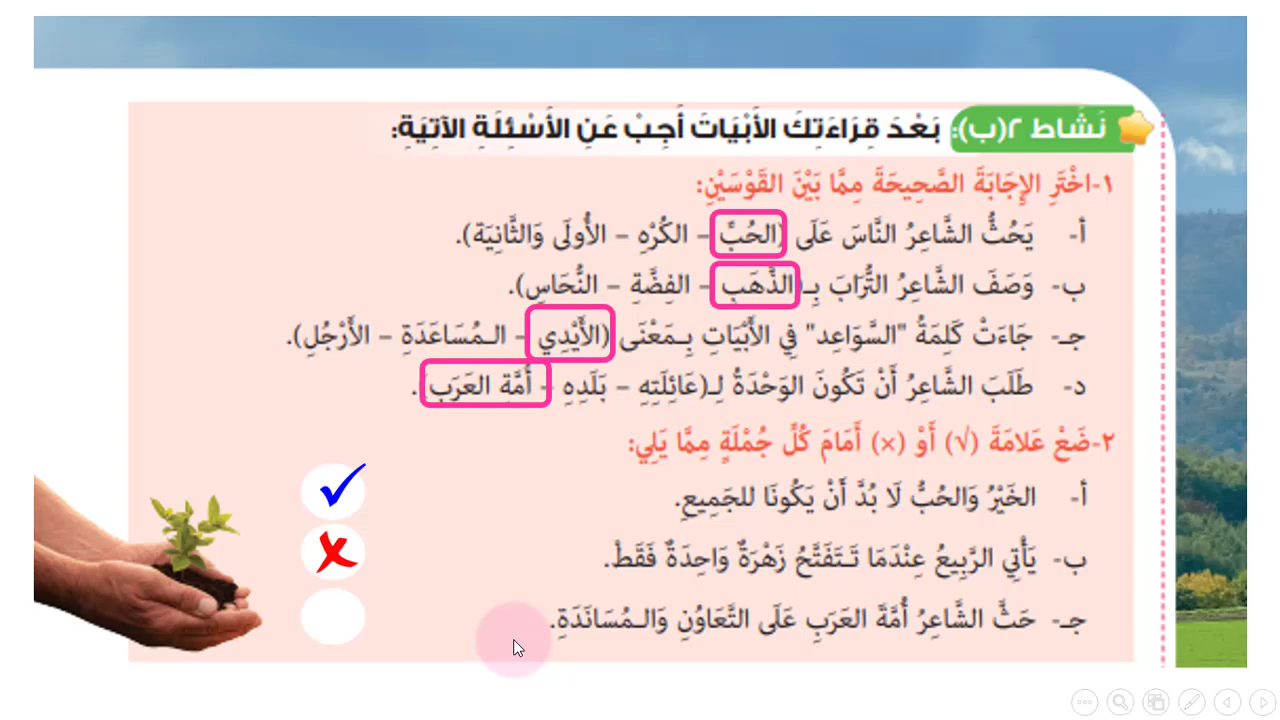 نَشَاط ٢(ب): بَعْدَ قِرَاءَتِكَ الأَبْيَاتَ أَجِبْ عَنِ الأَسْئِلَةِ الآتِيَةِ:
١-اخْتَرِ الإِجَابَةَ الصَّحِيحَةَ مِمَّا بَيْنَ القَوْسَيْنِ:
أ- يَحُثُّ الشَّاعِرُ النَّاسَ عَلَى (الحُبِّ – الكُرْهِ – الأُولَى وَالثَّانِيَة).
ب- وَصَفَ الشَّاعِرُ التُّرَابَ بِـ(الذَّهَبِ – الفِضَّةِ – النُّحَاسِ).
جـ- جَاءَتْ كَلِمَةُ "السَّوَاعِد" فِي الأَبْيَاتِ بِـمَعْنَى (الأَيْدِي – الـمُسَاعَدَةِ – الأَرْجُلِ).
د- طَلَبَ الشَّاعِرُ أَنْ تَكُونَ الوَحْدَةُ لِـ(عَائِلَتِهِ – بَلَدِهِ – أُمَّةِ العَرَبِ).
٢-ضَعْ عَلامَةَ (√) أَوْ (×) أَمَامَ كُلِّ جُمْلَةٍ مِمَّا يَلِي:
أ- الخَيْرُ وَالحُبُّ لَا بُدَّ أَنْ يَكُونَا للجَمِيعِ. ✓
ب- يَأْتِي الرَّبِيعُ عِنْدَمَا تَـتَفَتَّحُ زَهْرَةٌ وَاحِدَةٌ فَقَطْ. ✗
جـ- حَثَّ الشَّاعِرُ أُمَّةَ العَرَبِ عَلَى التَّعَاوُنِ وَالـمُسَانَدَةِ.